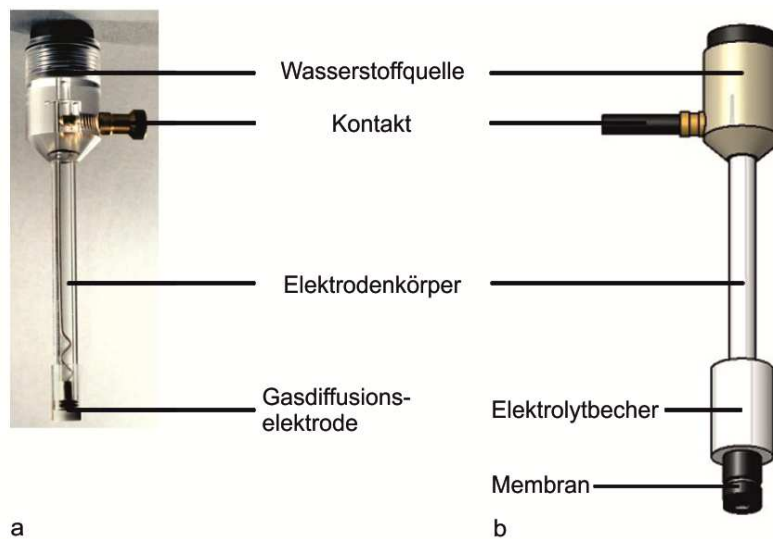 Wasserstoffquelle
Kontakt
Elektrodenkörper
Gasdiffusions-
elektrode
Elektrolytbecher
Membran
a
b